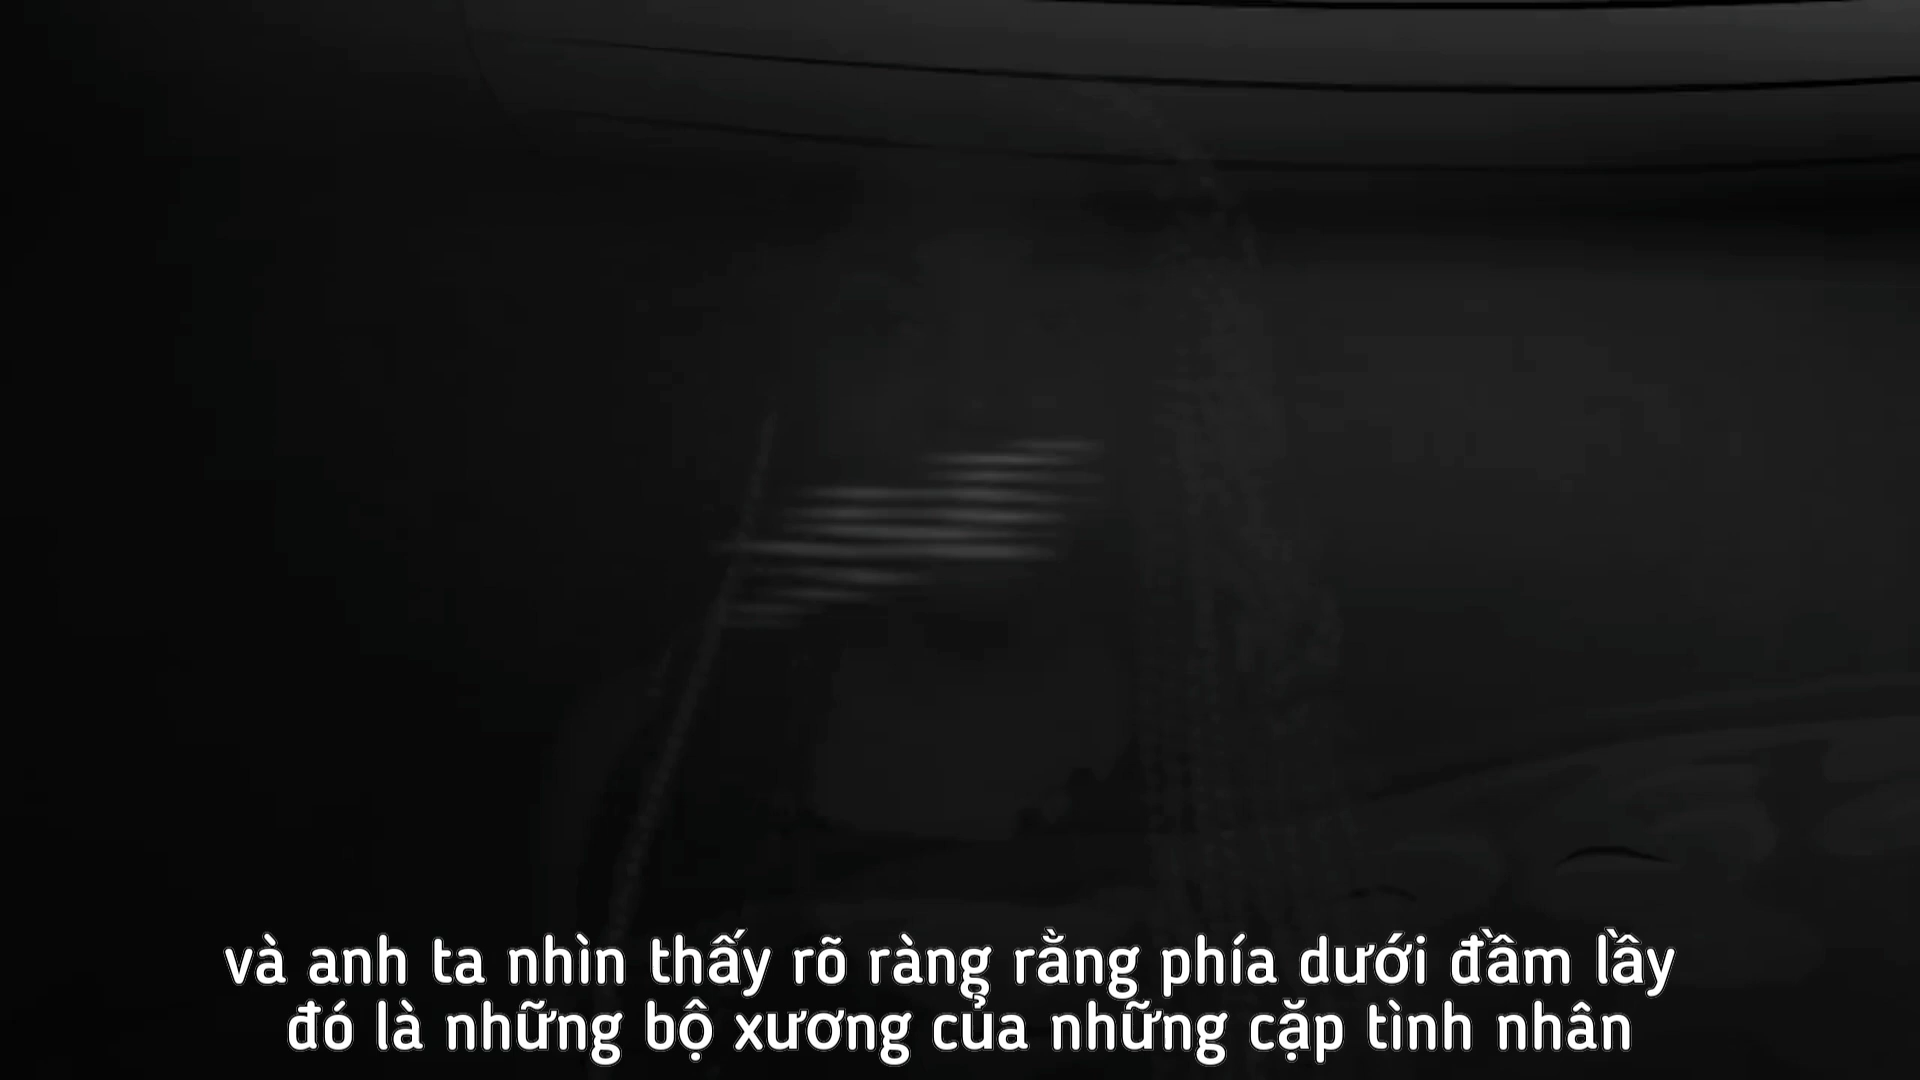 và anh ta nhìn thấy rõ ràng rằng phía dưới đầm lầy
đó là những bộ xương của những cặp tình nhân